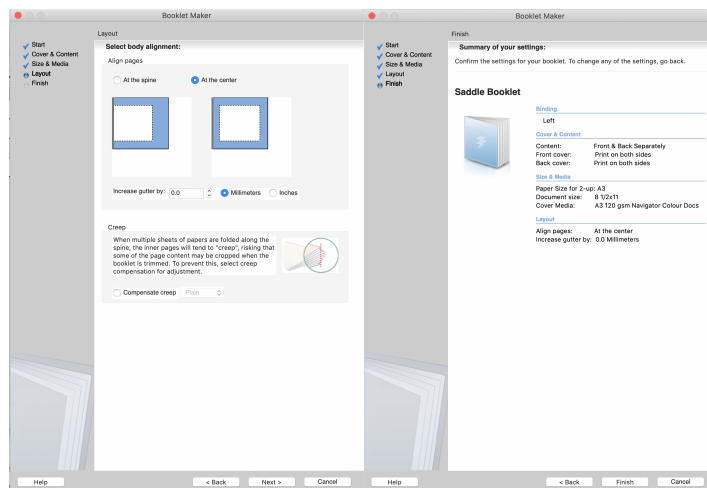 Booklet Maker
Layout
Start
Cover & Content
Size & Media
Layout
Finish
Select body alignment:
Align pages
At the spine
At the center
Increase gutter by: 0.0 Millimeters Inches
Creep
When multiple sheets of papers are folded along the
spine, the inner pages will tend to "creep", risking that
some of the page content may be cropped when the
booklet is trimmed. To prevent this, select creep
compensation for adjustment.
Compensate creep Plain
Help < Back Next > Cancel
Booklet Maker
Finish
Start
Cover & Content
Size & Media
Layout
Finish
Summary of your settings:
Confirm the settings for your booklet. To change any of the settings, go back.
Saddle Booklet
Binding
Left
Cover & Content
Content: Front & Back Separately
Front cover: Print on both sides
Back cover: Print on both sides
Size & Media
Paper Size for 2-up: A3
Document size: 8 1/2x11
Cover Media: A3 120 gsm Navigator Colour Docs
Layout
Align pages: At the center
Increase gutter by: 0.0 Millimeters
Help < Back Finish Cancel